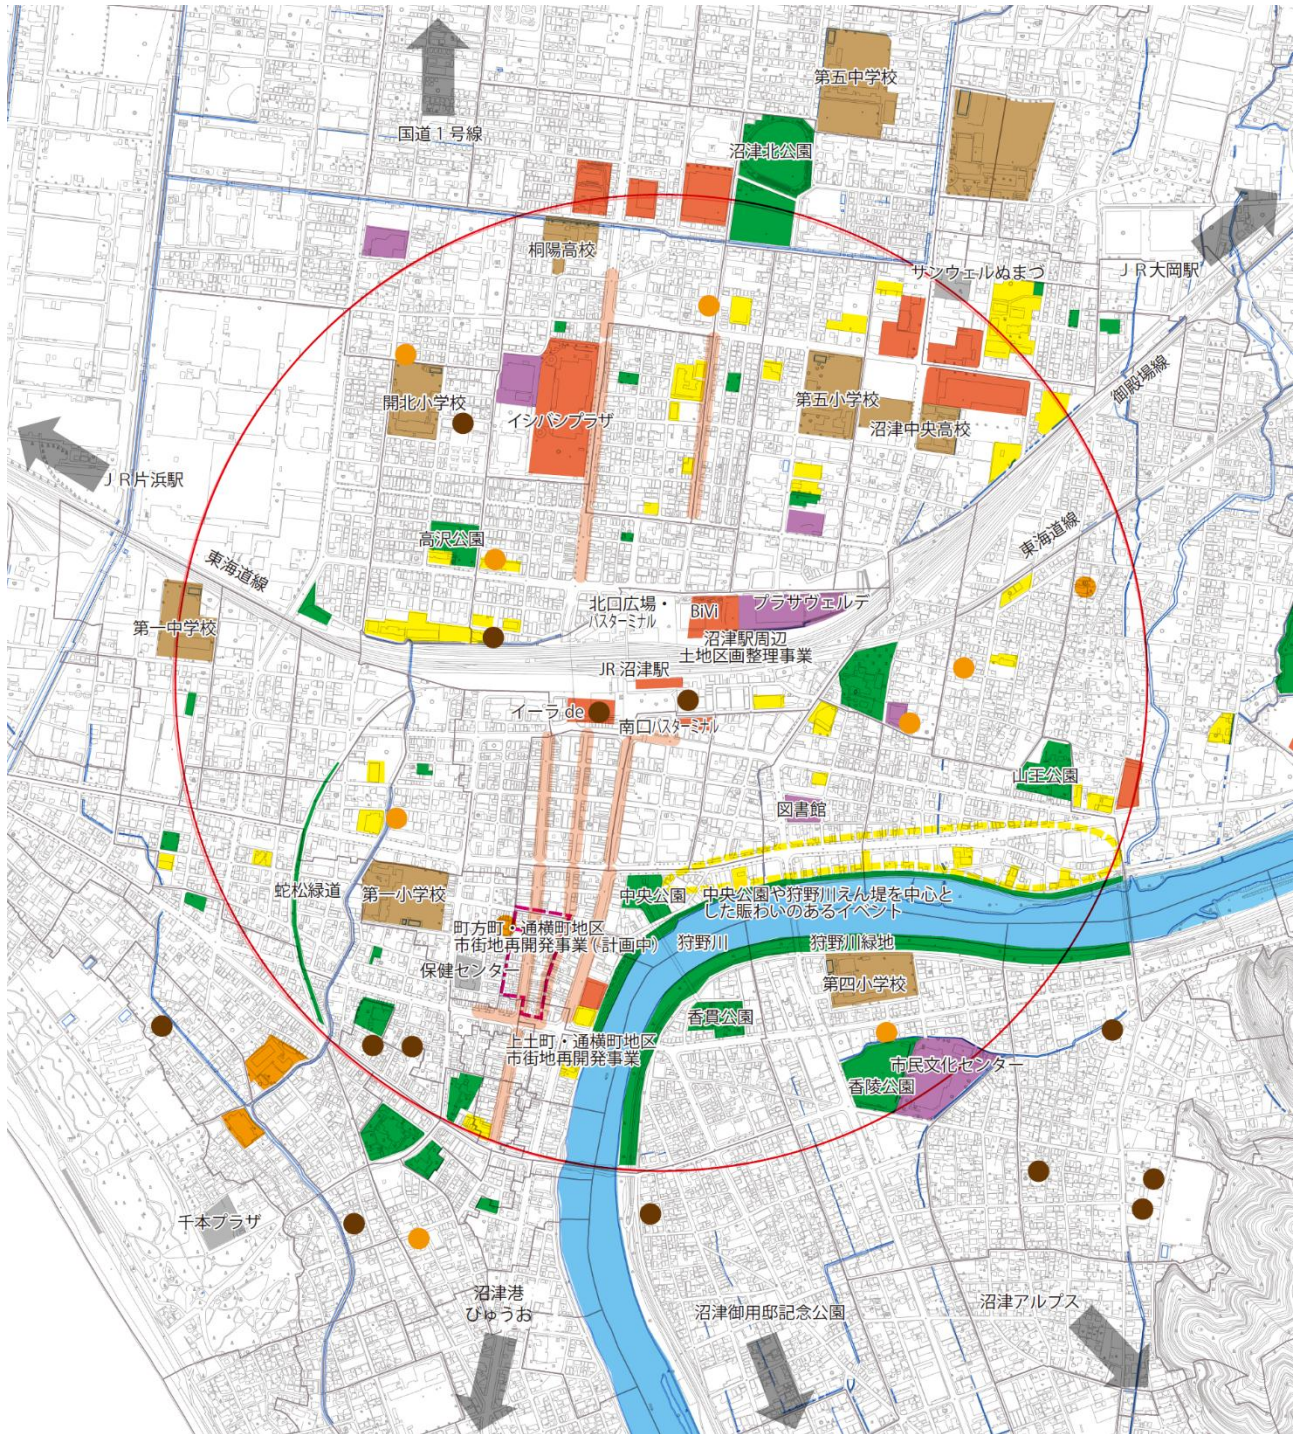 第五中学校
国道1号線
沼津北公園
桐陽高校
サンウェルぬまづ
JR大岡駅
御殿場線
開北小学校
イシバシプラザ
第五小学校
沼津中央高校
JR片浜駅
東海道線
高沢公園
東海道線
北口広場・
バスターミナル
BiVi
プラサヴェルデ
第一中学校
沼津駅周辺
土地区画整理事業
JR沼津駅
イーラde
南口バスターミナル
山王公園
図書館
蛇松緑道
第一小学校
中央公園
中央公園や狩野川えん堤を中心と
した賑わいのあるイベント
町方町・通横町地区
市街地再開発事業(計画中)
狩野川
狩野川緑地
保健センター
第四小学校
香貫公園
上土町・通横町地区
市街地再開発事業
市民文化センター
香陵公園
千本プラザ
沼津港
びゅうお
沼津御用邸記念公園
沼津アルプス